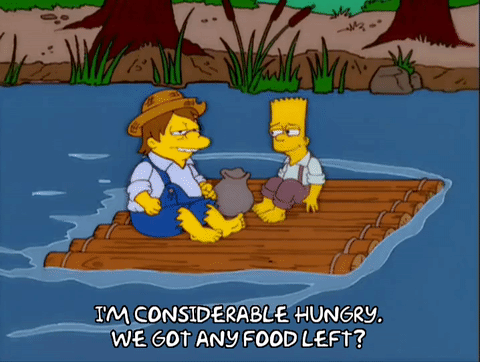 I'M CONSIDERABLE HUNGRY.
WE GOT ANY FOOD LEFT?